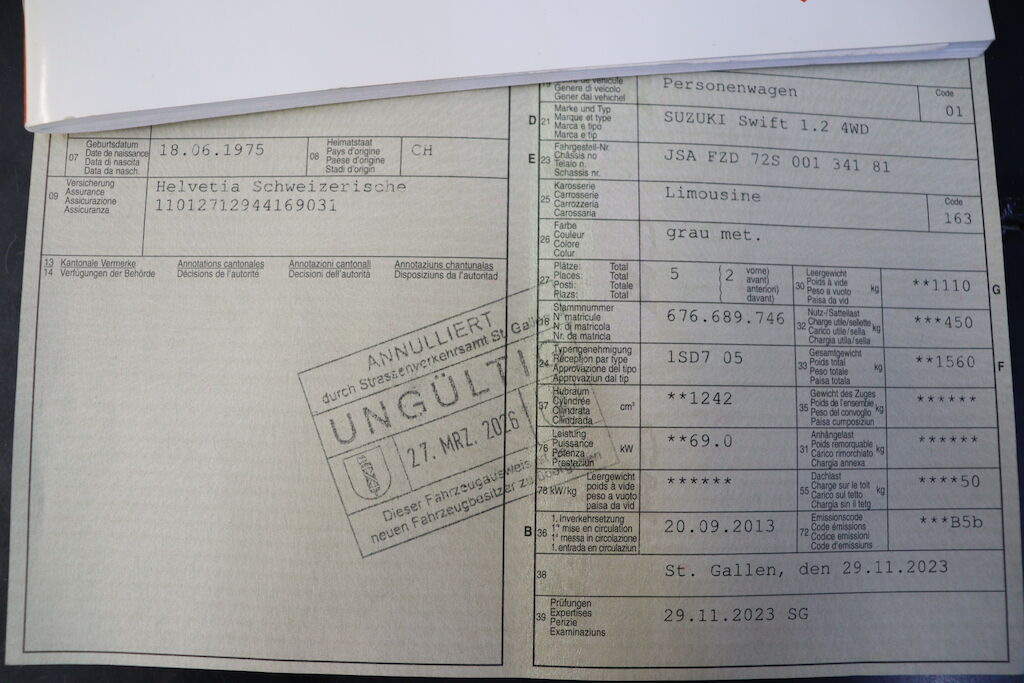 07
Geburtsdatum
Date de naissance
Data di nascita
Data da nasch.
18.06.1975
08
Heimatstaat
Pays d'origine
Paese d'origine
Stadi d'origin
CH
09
Versicherung
Assurance
Assicurazione
Assicuranza
Helvetia Schweizerische
11012712944169031
13 Kantonale Vermerke
14 Verfügungen der Behörde
Annotations cantonales
Décisions de l'autorité
Annotazioni cantonali
Decisioni dell'autorità
Annotaziuns chantunalas
Disposiziuns da l'autoritad
ANNULLIERT
durch Strassenverkehrsamt St. Gallen
UNGÜLTI
27. MRZ. 2026
Dieser Fahrzeugausweis
neuen Fahrzeugbesitzer zu
Genere di veicolo
Gener dal vehichel
Personenwagen
Code
01
D
21
Marke und Typ
Marque et type
Marca e tipo
Marca e tip
SUZUKI Swift 1.2 4WD
E
23
Fahrgestell-Nr.
Châssis no
Telaio n.
Schassis nr.
JSA FZD 72S 001 341 81
25
Karosserie
Carrosserie
Carrozzeria
Carossaria
Limousine
Code
163
26
Farbe
Couleur
Colore
Colur
grau met.
27
Plätze: Total
Places: Total
Posti: Totale
Plazs: Total
5
(2
vorne)
avant)
anteriori)
davant)
30
Leergewicht
Poids à vide
Peso a vuoto
Paisa da vid
kg
**1110
G
Stammnummer
N° matricule
N. di matricola
Nr. da matricla
676.689.746
32
Nutz-/Sattellast
Charge utile/sellette
Carico utile/sella
Chargia utila/sella
kg
***450
24
Typengenehmigung
Réception par type
Approvazione del tipo
Approvaziun dal tip
1SD7 05
33
Gesamtgewicht
Poids total
Peso totale
Paisa totala
kg
**1560
F
37
Hubraum
Cylindrée
Cilindrata
Cilindrada
cm³
**1242
35
Gewicht des Zuges
Poids de l'ensemble
Peso del convoglio
Paisa cumposiziun
kg
******
76
Leistung
Puissance
Potenza
Prestaziun
kW
**69.0
31
Anhängelast
Poids remorquable
Carico rimorchiato
Chargia annexa
kg
******
78 kW/kg
Leergewicht
poids à vide
peso a vuoto
paisa da vid
******
55
Dachlast
Charge sur le toit
Carico sul tetto
Chargia sin il tetg
kg
****50
B
36
1. Inverkehrsetzung
1re mise en circulation
1a messa in circolazione
1. entrada en circulaziun
20.09.2013
72
Emissionscode
Code émissions
Codice emissioni
Code d'emissiuns
***B5b
38
St. Gallen, den 29.11.2023
39
Prüfungen
Expertises
Perizie
Examinaziuns
29.11.2023 SG